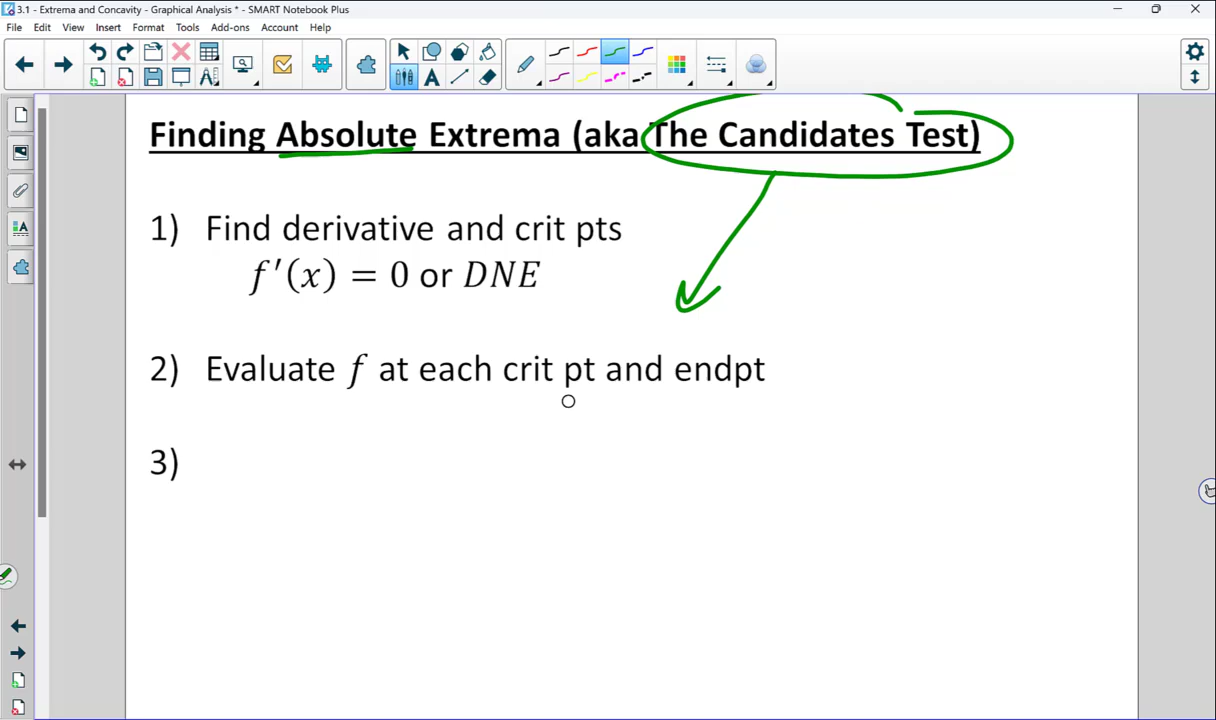 3.1 - Extrema and Concavity - Graphical Analysis * - SMART Notebook Plus
File Edit View Insert Format Tools Add-ons Account Help
Finding Absolute Extrema (aka The Candidates Test)
1) Find derivative and crit pts
f′(x) = 0 or DNE
2) Evaluate f at each crit pt and endpt
3)